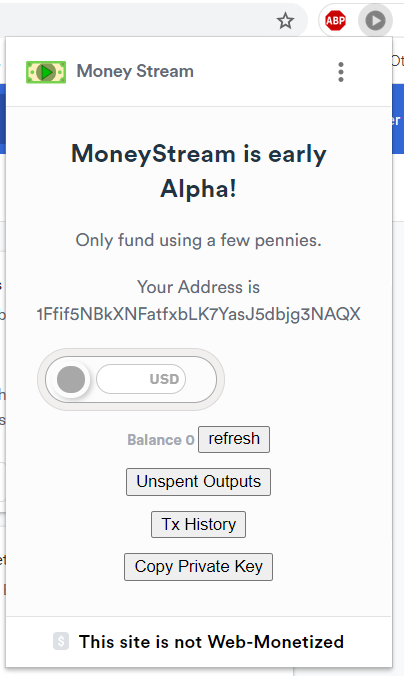 ABP
Money Stream
MoneyStream is early
Alpha!
Only fund using a few pennies.
Your Address is
1Ffif5NBkXNFatfxbLK7YasJ5dbjg3NAQX
USD
Balance 0 refresh
Unspent Outputs
Tx History
Copy Private Key
$ This site is not Web-Monetized